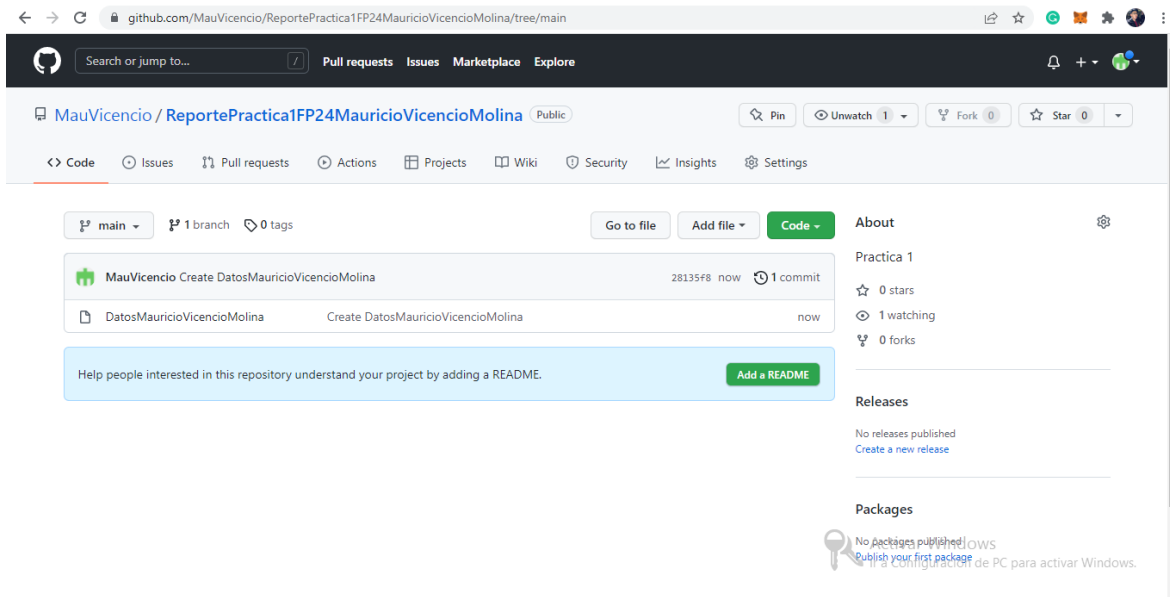 github.com/MauVicencio/ReportePractica1FP24MauricioVicencioMolina/tree/main
Search or jump to... / Pull requests Issues Marketplace Explore
MauVicencio / ReportePractica1FP24MauricioVicencioMolina Public Pin Unwatch 1 Fork 0 Star 0
Code Issues Pull requests Actions Projects Wiki Security Insights Settings
main 1 branch 0 tags Go to file Add file Code
MauVicencio Create DatosMauricioVicencioMolina 28135f8 now 1 commit
DatosMauricioVicencioMolina Create DatosMauricioVicencioMolina now
Help people interested in this repository understand your project by adding a README. Add a README
About
Practica 1
0 stars
1 watching
0 forks
Releases
No releases published
Create a new release
Packages
No packages published
Publish your first package
Activar Windows
Ir a Configuración de PC para activar Windows.